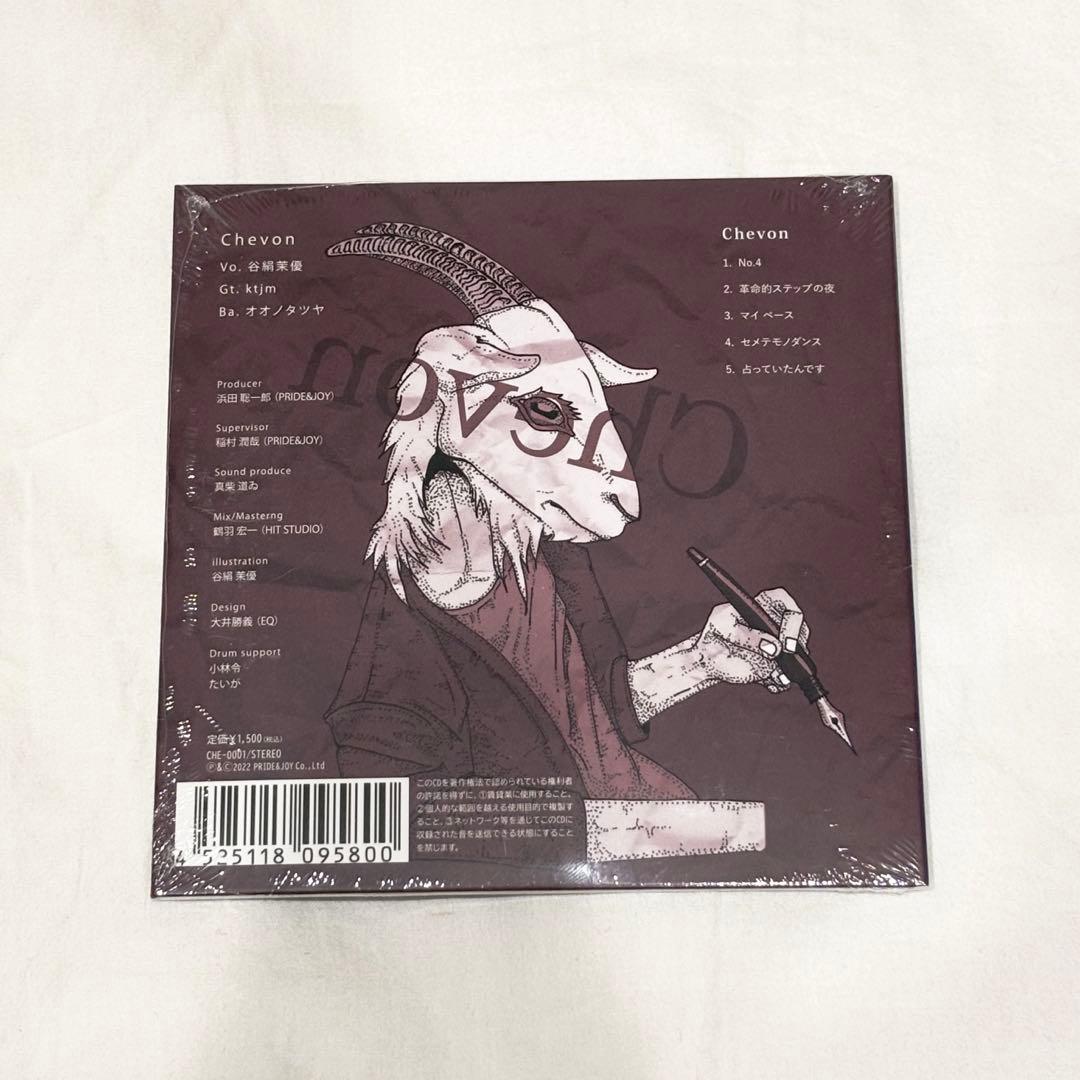 Chevon
Vo. 谷絹茉優
Gt. ktjm
Ba. オオノタツヤ
Producer
浜田 聡一郎 (PRIDE&JOY)
Supervisor
稲村 潤哉 (PRIDE&JOY)
Sound produce
真柴 道ゐ
Mix/Masterng
鶴羽 宏一 (HIT STUDIO)
illustration
谷絹 茉優
Design
大井勝義 (EQ)
Drum support
小林令
たいが
定価¥1,500(税込)
CHE-0001/STEREO
Ⓟ&Ⓒ 2022 PRIDE&JOY Co.,Ltd
4 525118 095800
このCDを著作権法で認められている権利者
の許諾を得ずに、①賃貸業に使用すること、
②個人的な範囲を越える使用目的で複製す
ること、③ネットワーク等を通じてこのCDに
収録された音を送信できる状態にすること
を禁じます。
Chevon
Chevon
1. No.4
2. 革命的ステップの夜
3. マイ ペース
4. セメテモノダンス
5. 占っていたんです